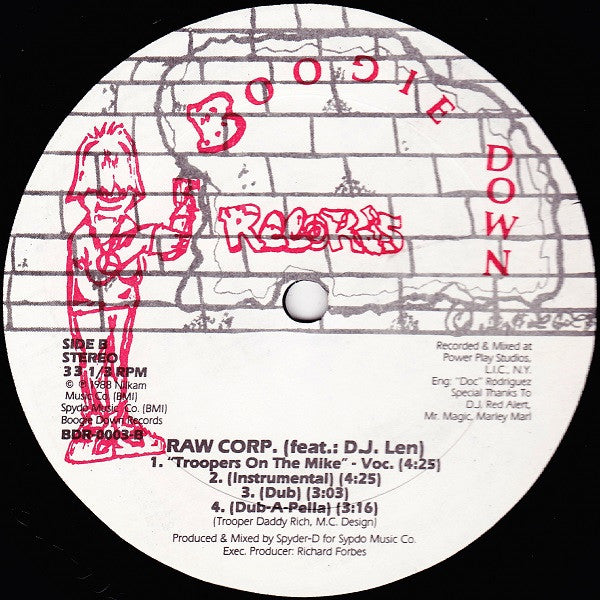 BOOGIE DOWN
RECORDS
SIDE B
STEREO
33 1/3 RPM
© ℗ 1988 Nilkam
Music Co. (BMI)
Spydo Music Co. (BMI)
Boogie Down Records
BDR-0003-B
Recorded & Mixed at
Power Play Studios,
L.I.C., N.Y.
Eng: "Doc" Rodriguez
Special Thanks To
D.J. Red Alert,
Mr. Magic, Marley Marl
RAW CORP. (feat.: D.J. Len)
1. "Troopers On The Mike" - Voc. (4:25)
2. (Instrumental) (4:25)
3. (Dub) (3:03)
4. (Dub-A-Pella) (3:16)
(Trooper Daddy Rich, M.C. Design)
Produced & Mixed by Spyder-D for Sypdo Music Co.
Exec. Producer: Richard Forbes